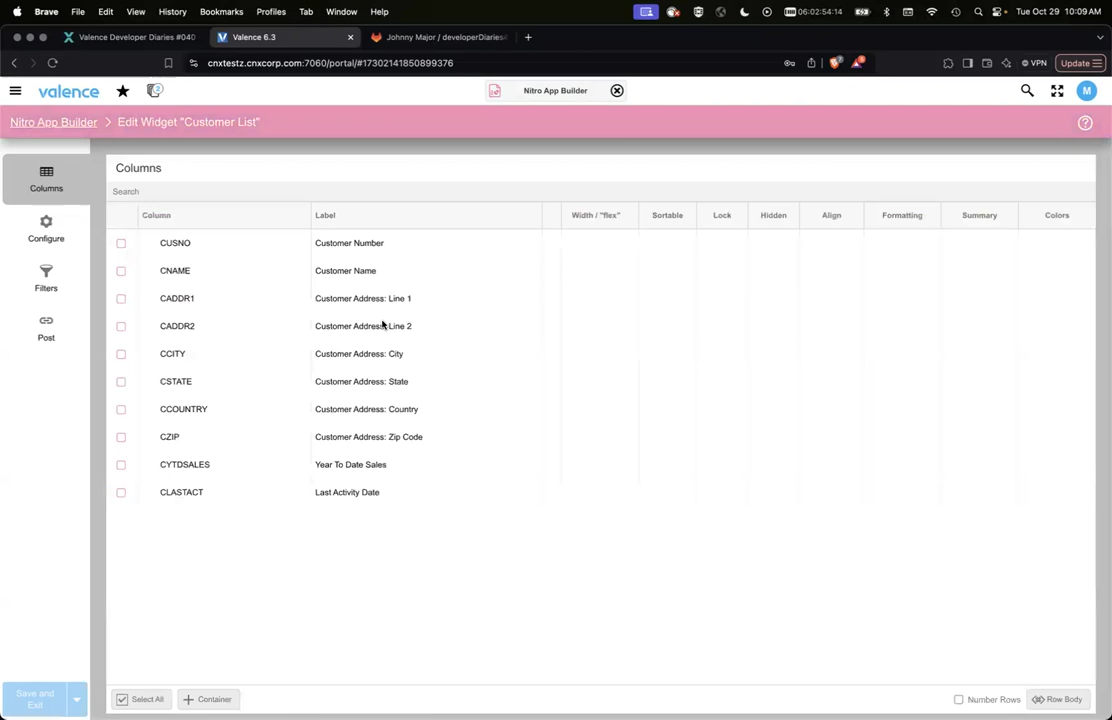 Brave File Edit View History Bookmarks Profiles Tab Window Help 06:02:54:14 Tue Oct 29 10:09 AM
Valence Developer Diaries #040
Valence 6.3
Johnny Major / developerDiaries
cnxtestz.cnxcorp.com:7060/portal/#17302141850899376
VPN
Update
valence
Nitro App Builder
M
Nitro App Builder > Edit Widget "Customer List"
Columns
Configure
Filters
Post
Save and
Exit
Columns
Search
Column Label Width / "flex" Sortable Lock Hidden Align Formatting Summary Colors
CUSNO Customer Number
CNAME Customer Name
CADDR1 Customer Address: Line 1
CADDR2 Customer Address: Line 2
CCITY Customer Address: City
CSTATE Customer Address: State
CCOUNTRY Customer Address: Country
CZIP Customer Address: Zip Code
CYTDSALES Year To Date Sales
CLASTACT Last Activity Date
Select All + Container Number Rows Row Body